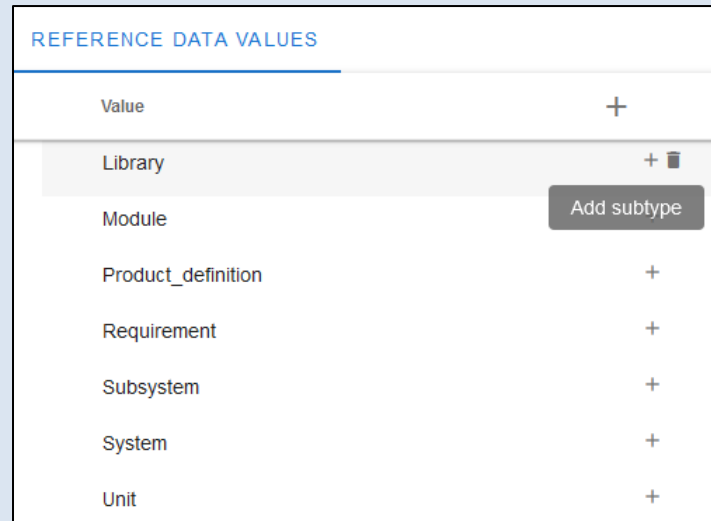 REFERENCE DATA VALUES
Value
Library
Add subtype
Module
Product_definition
Requirement
Subsystem
System
Unit